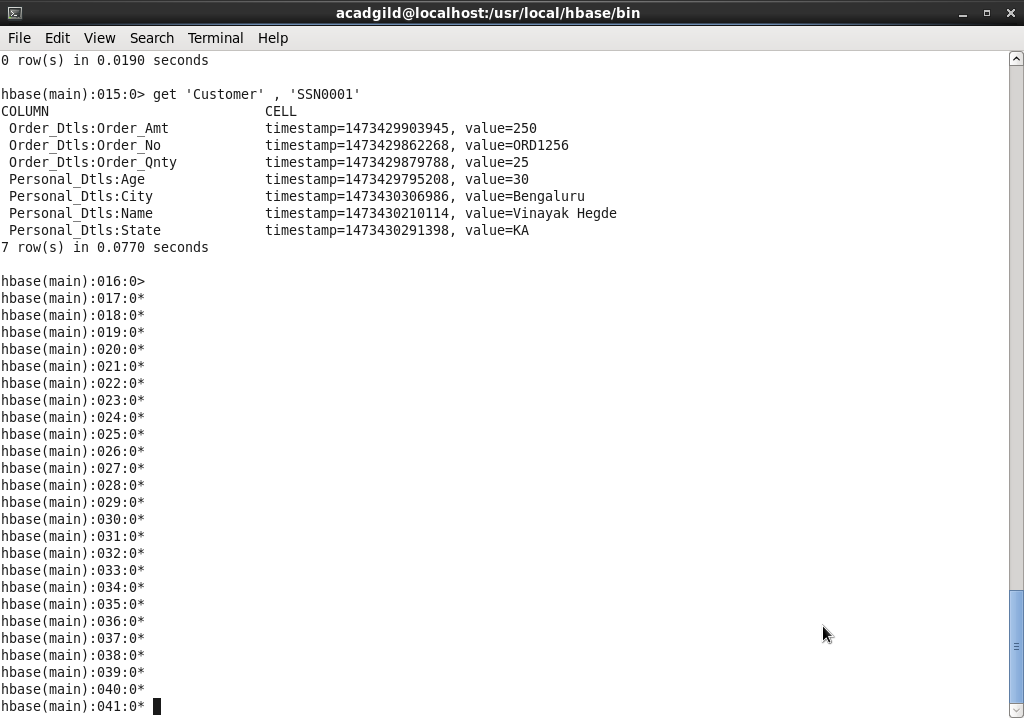 acadgild@localhost:/usr/local/hbase/bin
File Edit View Search Terminal Help
0 row(s) in 0.0190 seconds
hbase(main):015:0> get 'Customer' , 'SSN0001'
COLUMN CELL
Order_Dtls:Order_Amt timestamp=1473429903945, value=250
Order_Dtls:Order_No timestamp=1473429862268, value=ORD1256
Order_Dtls:Order_Qnty timestamp=1473429879788, value=25
Personal_Dtls:Age timestamp=1473429795208, value=30
Personal_Dtls:City timestamp=1473430306986, value=Bengaluru
Personal_Dtls:Name timestamp=1473430210114, value=Vinayak Hegde
Personal_Dtls:State timestamp=1473430291398, value=KA
7 row(s) in 0.0770 seconds
hbase(main):016:0>
hbase(main):017:0*
hbase(main):018:0*
hbase(main):019:0*
hbase(main):020:0*
hbase(main):021:0*
hbase(main):022:0*
hbase(main):023:0*
hbase(main):024:0*
hbase(main):025:0*
hbase(main):026:0*
hbase(main):027:0*
hbase(main):028:0*
hbase(main):029:0*
hbase(main):030:0*
hbase(main):031:0*
hbase(main):032:0*
hbase(main):033:0*
hbase(main):034:0*
hbase(main):035:0*
hbase(main):036:0*
hbase(main):037:0*
hbase(main):038:0*
hbase(main):039:0*
hbase(main):040:0*
hbase(main):041:0*